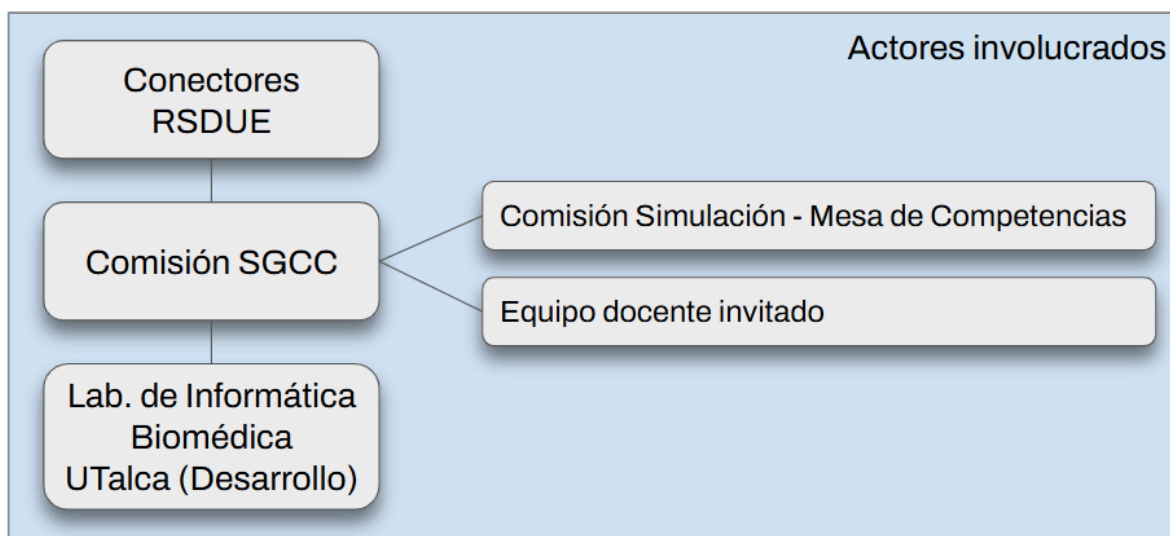 Actores involucrados
Conectores
RSDUE
Comisión SGCC
Comisión Simulación - Mesa de Competencias
Equipo docente invitado
Lab. de Informática
Biomédica
UTalca (Desarrollo)